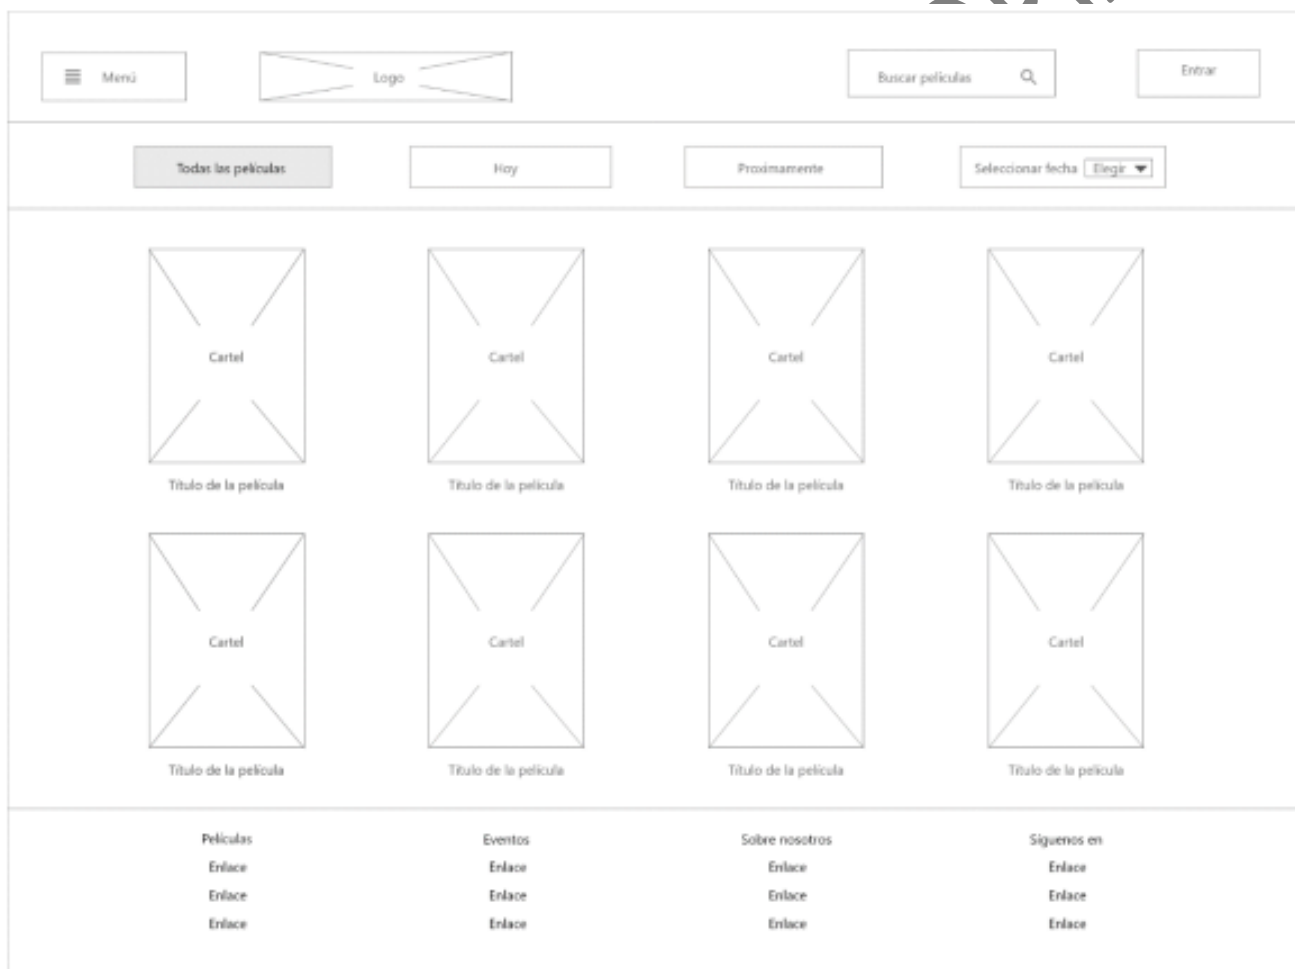 Menú
Logo
Buscar películas
Entrar
Todas las películas
Hoy
Proximamente
Seleccionar fecha Elegir
Cartel Cartel Cartel Cartel
Título de la película Título de la película Título de la película Título de la película
Cartel Cartel Cartel Cartel
Título de la película Título de la película Título de la película Título de la película
Películas Eventos Sobre nosotros Síguenos en
Enlace Enlace Enlace Enlace
Enlace Enlace Enlace Enlace
Enlace Enlace Enlace Enlace